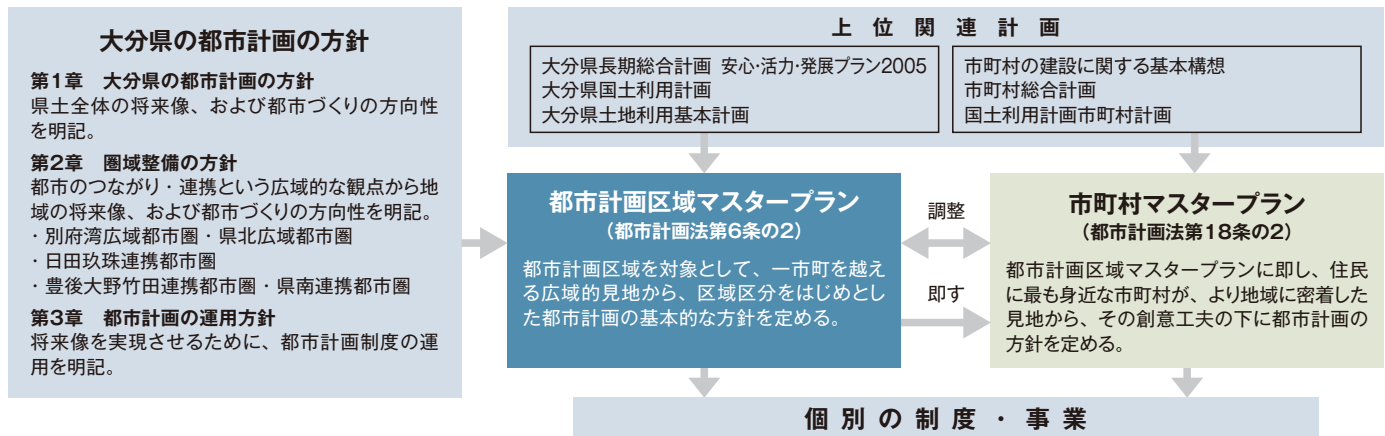 大分県の都市計画の方針
第1章　大分県の都市計画の方針
県土全体の将来像、および都市づくりの方向性
を明記。
第2章　圏域整備の方針
都市のつながり・連携という広域的な観点から地
域の将来像、および都市づくりの方向性を明記。
・別府湾広域都市圏・県北広域都市圏
・日田玖珠連携都市圏
・豊後大野竹田連携都市圏・県南連携都市圏
第3章　都市計画の運用方針
将来像を実現させるために、都市計画制度の運
用を明記。
上位関連計画
大分県長期総合計画 安心・活力・発展プラン2005
大分県国土利用計画
大分県土地利用基本計画
市町村の建設に関する基本構想
市町村総合計画
国土利用計画市町村計画
都市計画区域マスタープラン
（都市計画法第6条の2）
都市計画区域を対象として、一市町を越え
る広域的見地から、区域区分をはじめとし
た都市計画の基本的な方針を定める。
調整
即す
市町村マスタープラン
（都市計画法第18条の2）
都市計画区域マスタープランに即し、住民
に最も身近な市町村が、より地域に密着した
見地から、その創意工夫の下に都市計画の
方針を定める。
個別の制度・事業